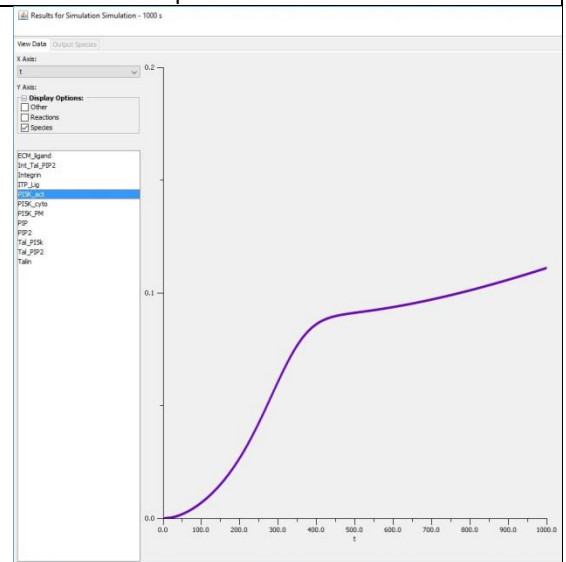 Results for Simulation Simulation - 1000 s
View Data Output Species
X Axis:
t
Y Axis:
Display Options:
Other
Reactions
Species
ECM_ligand
Int_Tal_PIP2
Integrin
ITP_Lig
PI5K_act
PI5K_cyto
PI5K_PM
PIP
PIP2
Tal_PI5k
Tal_PIP2
Talin
0.2
0.1
0.0
0.0 100.0 200.0 300.0 400.0 500.0 600.0 700.0 800.0 900.0 1000.0
t